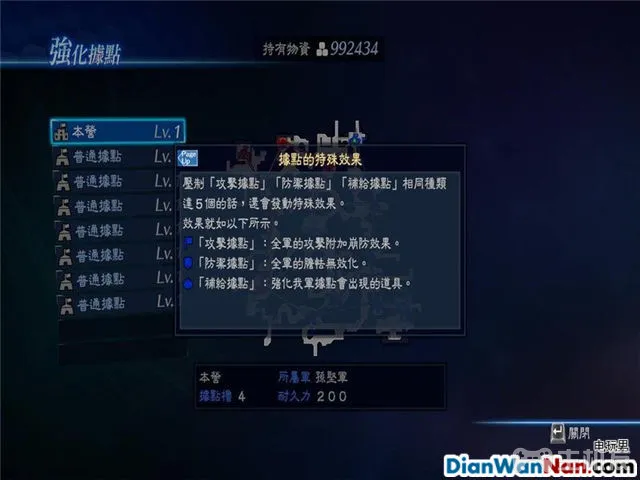 強化據點
持有物資 992434
本營 Lv.1
普通據點 Lv.
普通據點 Lv.
普通據點 Lv.
普通據點 Lv.
普通據點 Lv.
普通據點 Lv.
普通據點 Lv.
Page Up
據點的特殊效果
壓制「攻擊據點」「防禦據點」「補給據點」相同種類
達5個的話,還會發動特殊效果。
效果就如以下所示。
「攻擊據點」:全軍的攻擊附加崩防效果。
「防禦據點」:全軍的膽怯無效化。
「補給據點」:強化我軍據點會出現的道具。
本營 所屬軍 孫堅軍
據點檔 4 耐久力 200
關閉
电玩男
DianWanNan.com